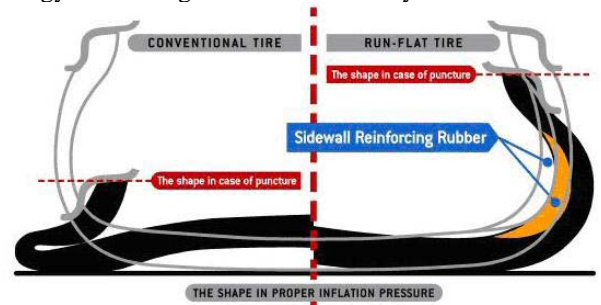 CONVENTIONAL TIRE
RUN-FLAT TIRE
The shape in case of puncture
Sidewall Reinforcing Rubber
The shape in case of puncture
THE SHAPE IN PROPER INFLATION PRESSURE